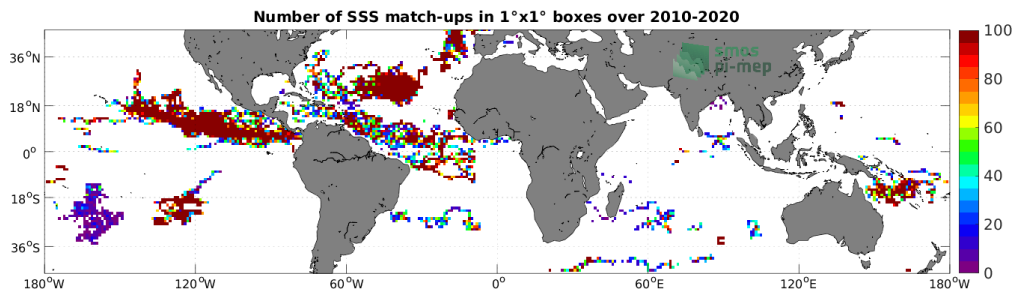 Number of SSS match-ups in 1°x1° boxes over 2010-2020
36°N
18°N
0°
18°S
36°S
180°W
120°W
60°W
0°
60°E
120°E
180°W
100
80
60
40
20
0
smos
pi-mep